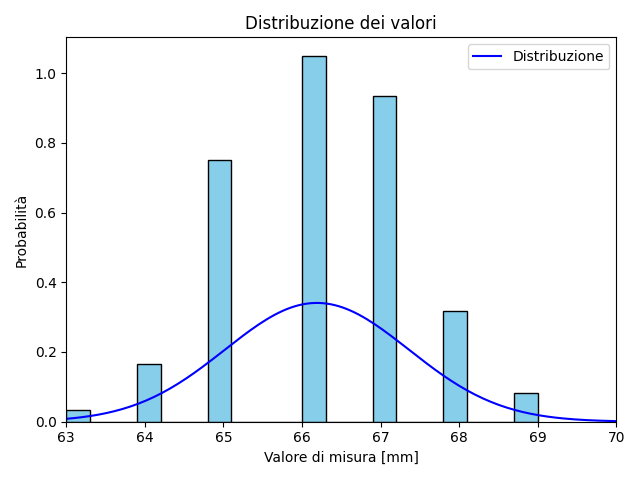 Distribuzione dei valori
Distribuzione
1.0
0.8
0.6
0.4
0.2
0.0
Probabilità
63 64 65 66 67 68 69 70
Valore di misura [mm]